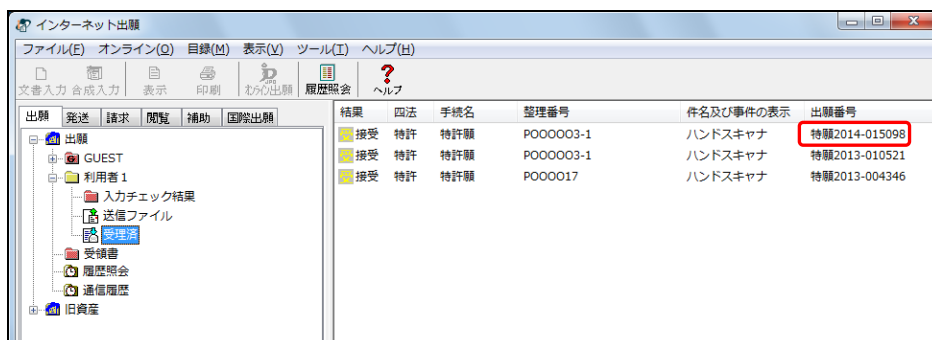 インターネット出願
ファイル(F) オンライン(O) 目録(M) 表示(V) ツール(T) ヘルプ(H)
文書入力 合成入力 表示 印刷 わらじ出願 履歴照会 ヘルプ
出願 発送 請求 閲覧 補助 国際出願
結果 四法 手続名 整理番号 件名及び事件の表示 出願番号
受 接受 特許 特許願 P000003-1 ハンドスキャナ 特願2014-015098
受 接受 特許 特許願 P000003-1 ハンドスキャナ 特願2013-010521
受 接受 特許 特許願 P000017 ハンドスキャナ 特願2013-004346
出願
GUEST
利用者1
入力チェック結果
送信ファイル
受理済
受領書
履歴照会
通信履歴
旧資産